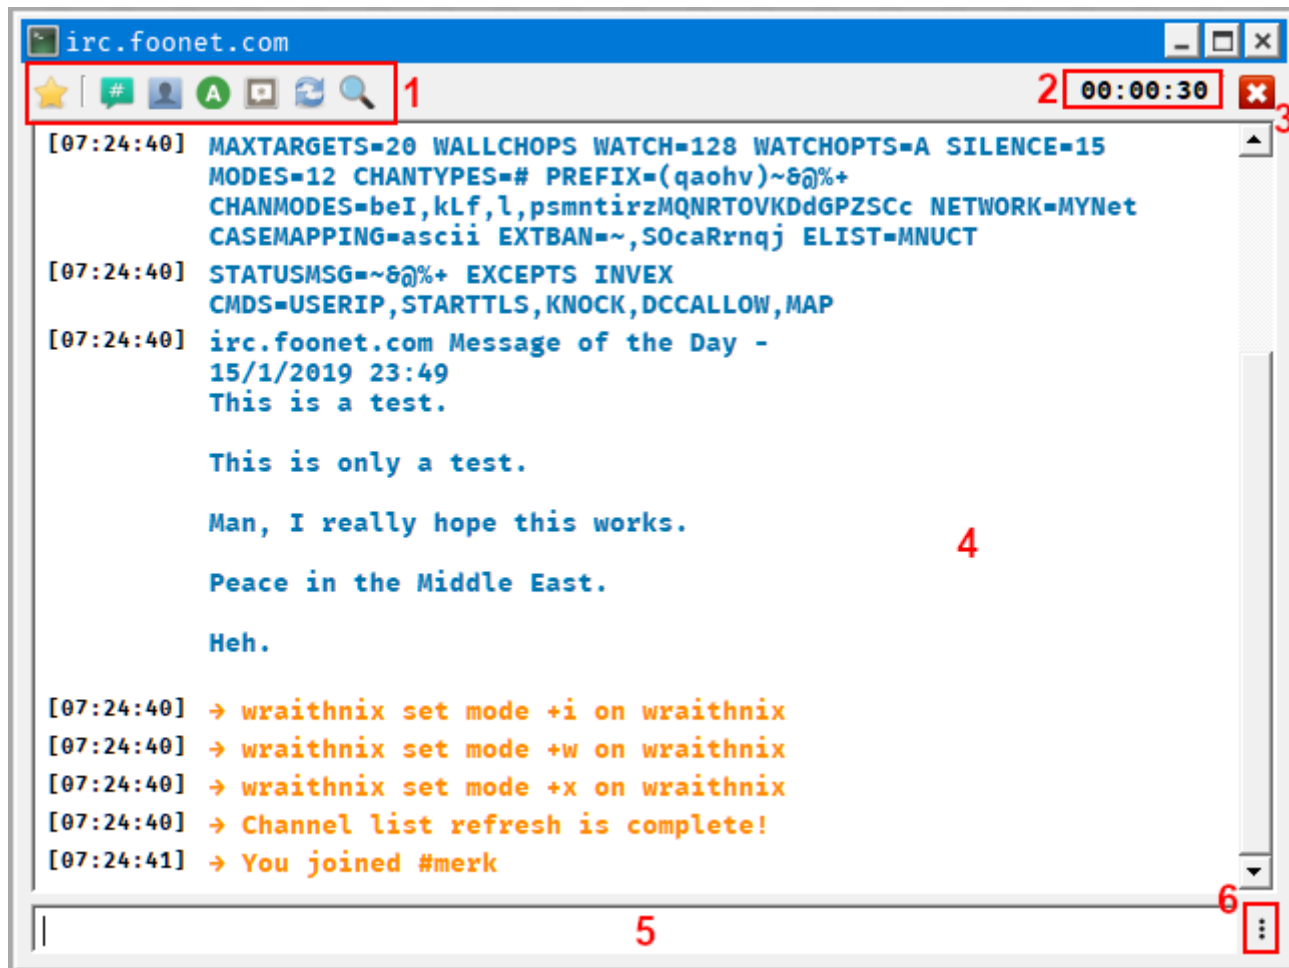 irc.foonet.com
# A 1 2 00:00:30
3
[07:24:40] MAXTARGETS=20 WALLCHOPS WATCH=128 WATCHOPTS=A SILENCE=15
MODES=12 CHANTYPES=# PREFIX=(qaohv)~&@%+
CHANMODES=beI,kLf,l,psmntirzMQNRTOVKDdGPZSCc NETWORK=MYNet
CASEMAPPING=ascii EXTBAN=~,SOcaRrnqj ELIST=MNUCT
[07:24:40] STATUSMSG=~&@%+ EXCEPTS INVEX
CMDS=USERIP,STARTTLS,KNOCK,DCCALLOW,MAP
[07:24:40] irc.foonet.com Message of the Day -
15/1/2019 23:49
This is a test.
This is only a test.
Man, I really hope this works.
4
Peace in the Middle East.
Heh.
[07:24:40] → wraithnix set mode +i on wraithnix
[07:24:40] → wraithnix set mode +w on wraithnix
[07:24:40] → wraithnix set mode +x on wraithnix
[07:24:40] → Channel list refresh is complete!
[07:24:41] → You joined #merk
6
5